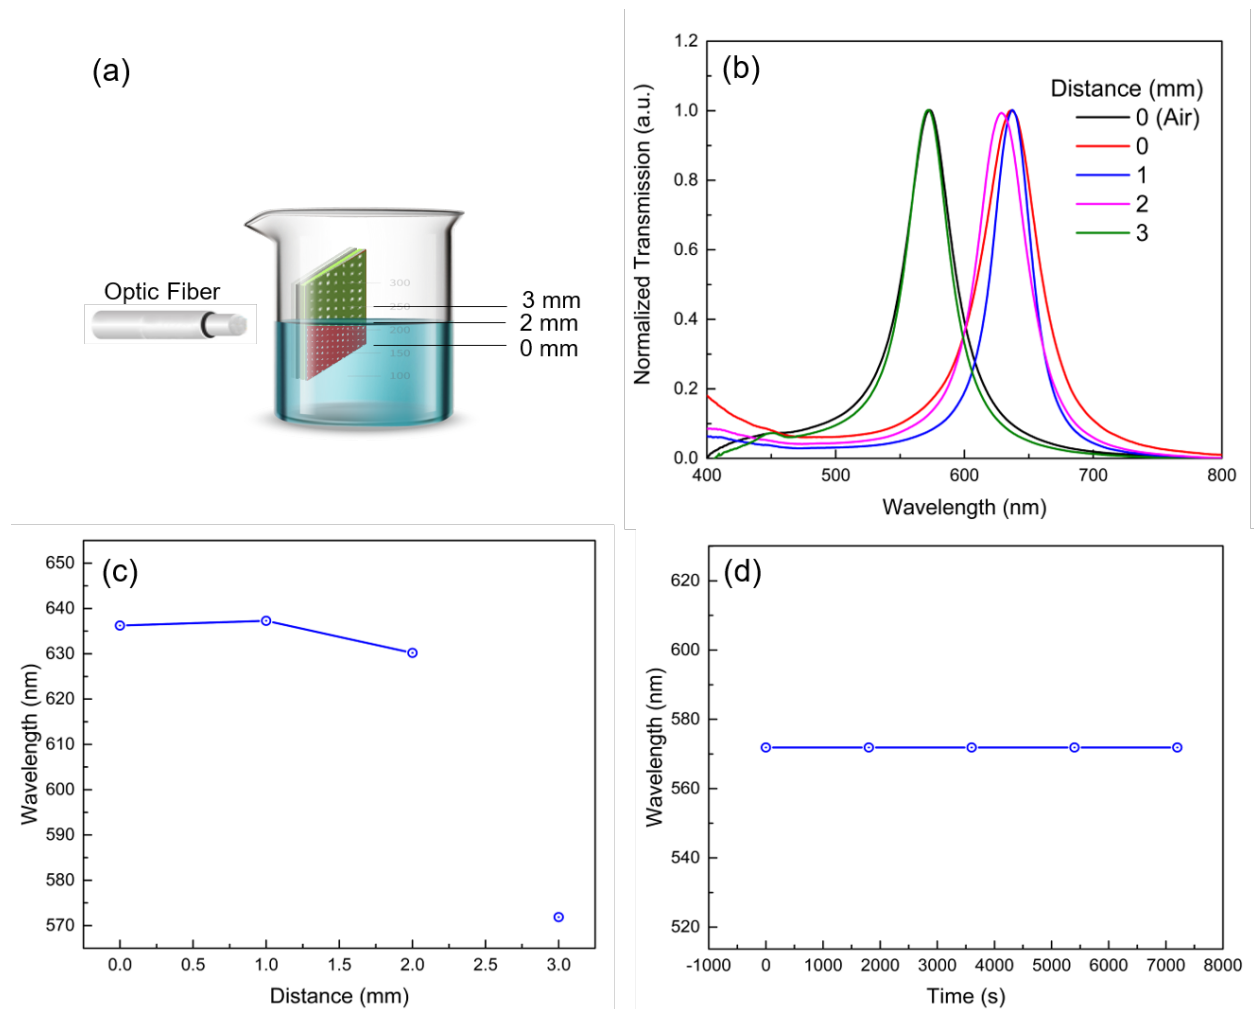 (a)
Optic Fiber
300
250
200
150
100
3 mm
2 mm
0 mm
(b)
Normalized Transmission (a.u.)
1.2
1.0
0.8
0.6
0.4
0.2
0.0
Distance (mm)
0 (Air)
0
1
2
3
400 500 600 700 800
Wavelength (nm)
(c)
Wavelength (nm)
650
640
630
620
610
600
590
580
570
0.0 0.5 1.0 1.5 2.0 2.5 3.0
Distance (mm)
(d)
Wavelength (nm)
620
600
580
560
540
520
-1000 0 1000 2000 3000 4000 5000 6000 7000 8000
Time (s)